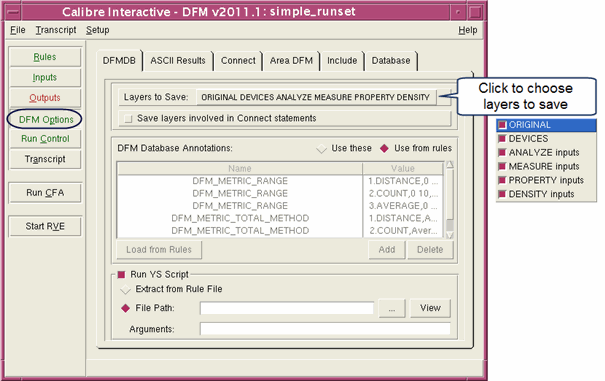 Calibre Interactive - DFM v2011.1: simple_runset
File Transcript Setup Help
Rules
Inputs
Outputs
DFM Options
Run Control
Transcript
Run CFA
Start RVE
DFMDB ASCII Results Connect Area DFM Include Database
Layers to Save: ORIGINAL DEVICES ANALYZE MEASURE PROPERTY DENSITY
Save layers involved in Connect statements
Click to choose
layers to save
ORIGINAL
DEVICES
ANALYZE inputs
MEASURE inputs
PROPERTY inputs
DENSITY inputs
DFM Database Annotations: Use these Use from rules
Name Value
DFM_METRIC_RANGE 1.DISTANCE,0 ...
DFM_METRIC_RANGE 2.COUNT,0 10,...
DFM_METRIC_RANGE 3.AVERAGE,0 ...
DFM_METRIC_TOTAL_METHOD 1.DISTANCE,A...
DFM_METRIC_TOTAL_METHOD 2.COUNT,Aver...
Load from Rules Add Delete
Run YS Script
Extract from Rule File
File Path: ... View
Arguments: